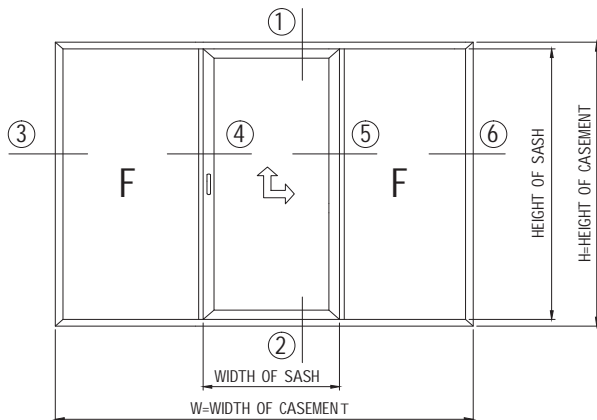 1
3
4
5
6
F
F
HEIGHT OF SASH
H=HEIGHT OF CASEMENT
2
WIDTH OF SASH
W=WIDTH OF CASEMENT